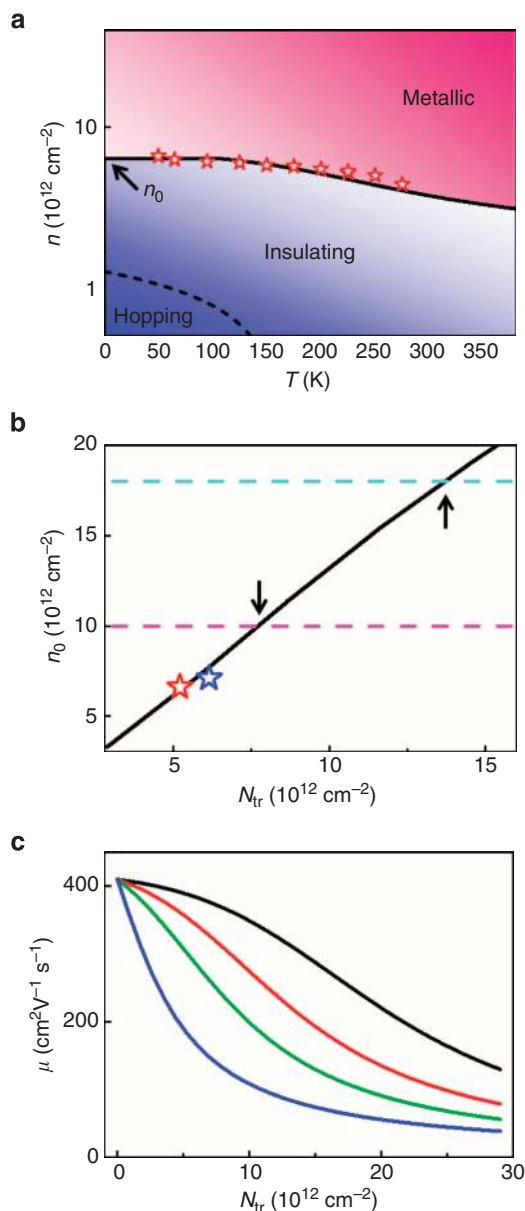 a
Metallic
10
n₀
n (10¹² cm⁻²)
Insulating
1
Hopping
0 50 100 150 200 250 300 350
T (K)
b
20
15
10
5
n₀ (10¹² cm⁻²)
5 10 15
Nₜᵣ (10¹² cm⁻²)
c
400
200
0
μ (cm²V⁻¹ s⁻¹)
0 10 20 30
Nₜᵣ (10¹² cm⁻²)